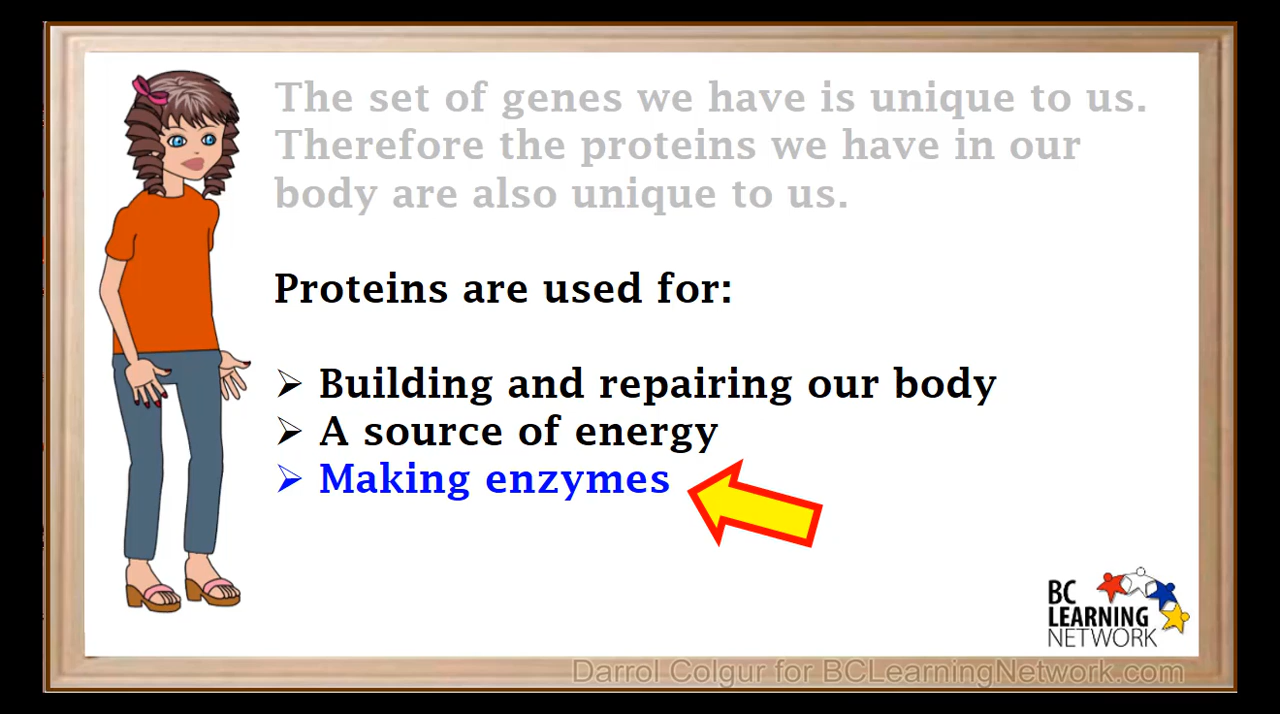 The set of genes we have is unique to us.
Therefore the proteins we have in our
body are also unique to us.
Proteins are used for:
➢ Building and repairing our body
➢ A source of energy
➢ Making enzymes
BC
LEARNING
NETWORK
Darrol Colgur for BCLearningNetwork.com